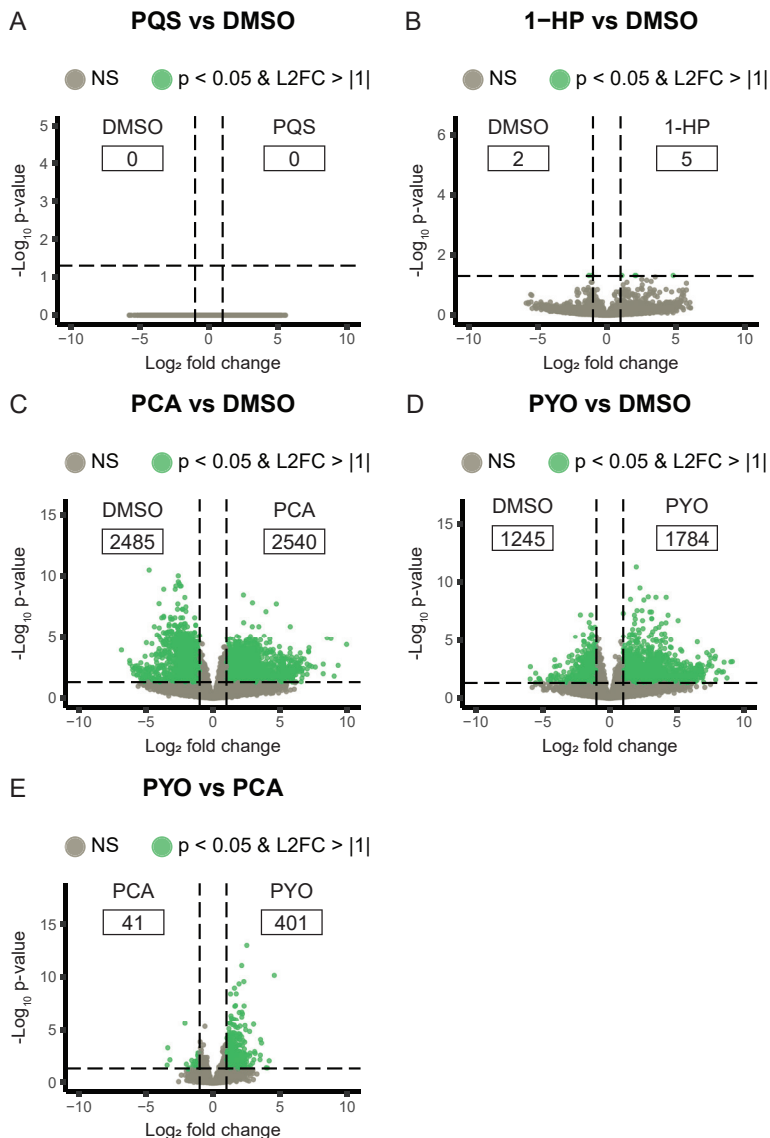 A PQS vs DMSO
NS p < 0.05 & L2FC > |1|
DMSO PQS
0 0
-Log₁₀ p-value
5
4
3
2
1
0
−10 −5 0 5 10
Log₂ fold change
B 1−HP vs DMSO
NS p < 0.05 & L2FC > |1|
DMSO 1-HP
2 5
-Log₁₀ p-value
6
4
2
0
−10 −5 0 5 10
Log₂ fold change
C PCA vs DMSO
NS p < 0.05 & L2FC > |1|
DMSO PCA
2485 2540
-Log₁₀ p-value
15
10
5
0
−10 −5 0 5 10
Log₂ fold change
D PYO vs DMSO
NS p < 0.05 & L2FC > |1|
DMSO PYO
1245 1784
-Log₁₀ p-value
15
10
5
0
−10 −5 0 5 10
Log₂ fold change
E PYO vs PCA
NS p < 0.05 & L2FC > |1|
PCA PYO
41 401
-Log₁₀ p-value
15
10
5
0
−10 −5 0 5 10
Log₂ fold change